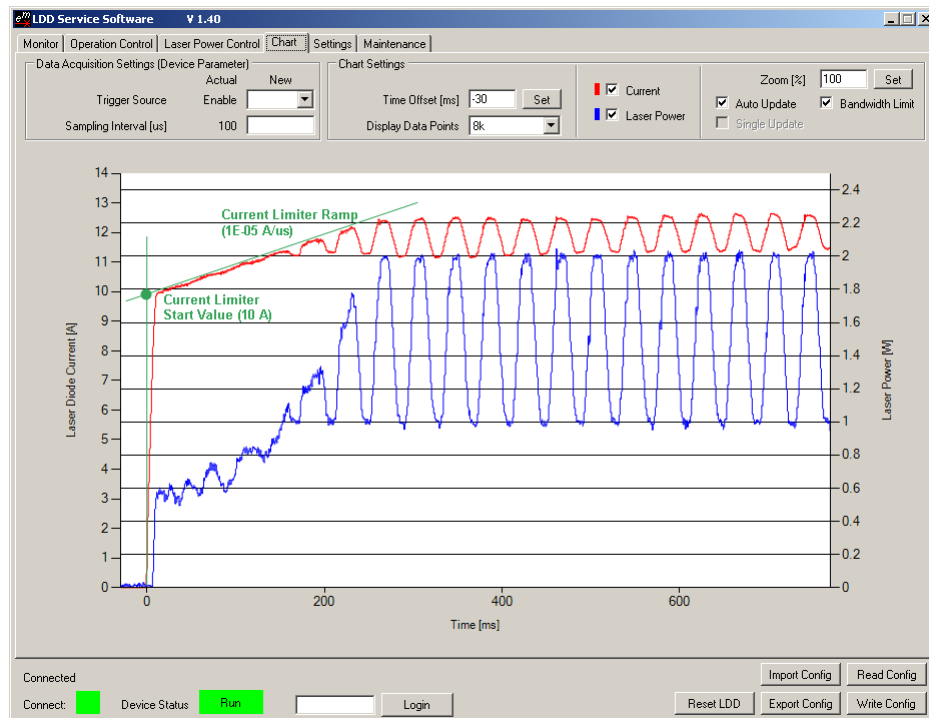 LDD Service Software V 1.40
Monitor Operation Control Laser Power Control Chart Settings Maintenance
Data Acquisition Settings (Device Parameter)
Actual New
Trigger Source Enable
Sampling Interval [us] 100
Chart Settings
Time Offset [ms] -30 Set
Display Data Points 8k
Current
Laser Power
Zoom [%] 100 Set
Auto Update Bandwidth Limit
Single Update
14
13
12
11
10
9
8
7
6
5
4
3
2
1
0
Laser Diode Current [A]
Current Limiter Ramp
(1E-05 A/us)
Current Limiter
Start Value (10 A)
2.4
2.2
2
1.8
1.6
1.4
1.2
1
0.8
0.6
0.4
0.2
0
Laser Power [W]
0 200 400 600
Time [ms]
Connected
Connect: Device Status Run Login
Import Config Read Config
Reset LDD Export Config Write Config